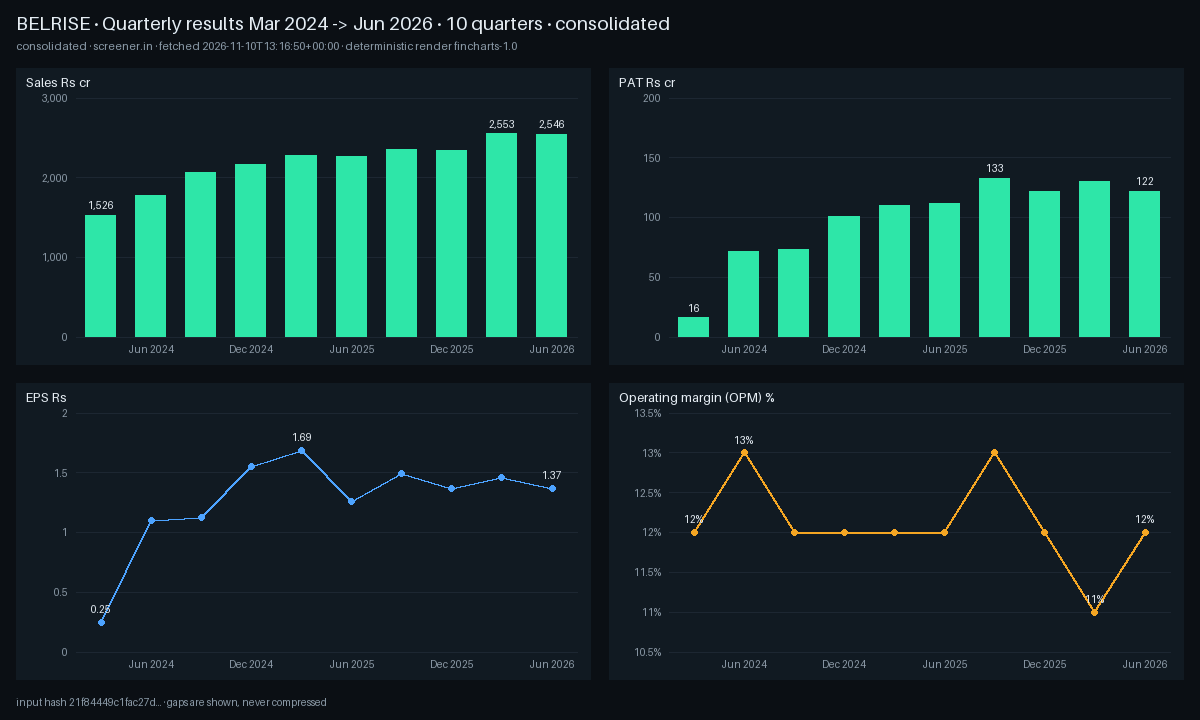 BELRISE · Quarterly results Mar 2024 -> Jun 2026 · 10 quarters · consolidated
consolidated · screener.in · fetched 2026-11-10T13:16:50+00:00 · deterministic render fincharts-1.0
Sales Rs cr
3,000
2,000
1,000
0
1,526
2,553
2,546
Jun 2024
Dec 2024
Jun 2025
Dec 2025
Jun 2026
PAT Rs cr
200
150
100
50
0
16
133
122
Jun 2024
Dec 2024
Jun 2025
Dec 2025
Jun 2026
EPS Rs
2
1.5
1
0.5
0
0.25
1.69
1.37
Jun 2024
Dec 2024
Jun 2025
Dec 2025
Jun 2026
Operating margin (OPM) %
13.5%
13%
12.5%
12%
11.5%
11%
10.5%
12%
13%
11%
12%
Jun 2024
Dec 2024
Jun 2025
Dec 2025
Jun 2026
input hash 21f84449c1fac27d… · gaps are shown, never compressed